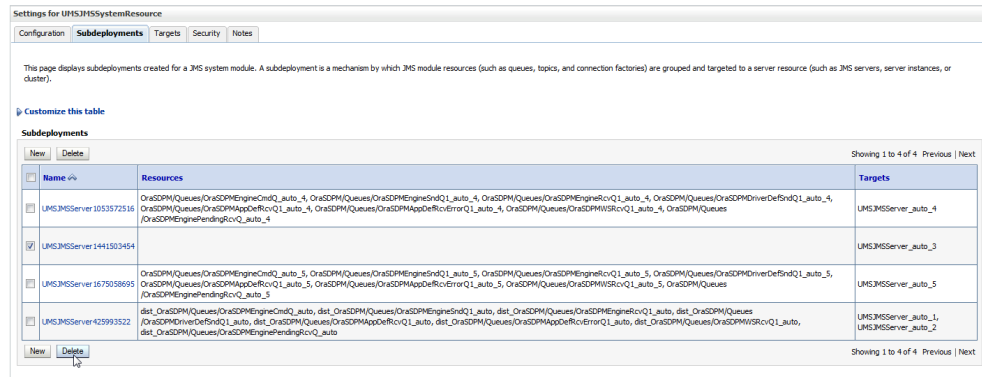 Settings for UMSJMSSystemResource
Configuration Subdeployments Targets Security Notes
This page displays subdeployments created for a JMS system module. A subdeployment is a mechanism by which JMS module resources (such as queues, topics, and connection factories) are grouped and targeted to a server resource (such as JMS servers, server instances, or
cluster).
Customize this table
Subdeployments
New Delete Showing 1 to 4 of 4 Previous | Next
Name Resources Targets
OraSDPM/Queues/OraSDPMEngineCmdQ_auto_4, OraSDPM/Queues/OraSDPMEngineSndQ1_auto_4, OraSDPM/Queues/OraSDPMEngineRcvQ1_auto_4, OraSDPM/Queues/OraSDPMDriverDefSndQ1_auto_4,
UMSJMSServer1053572516 OraSDPM/Queues/OraSDPMAppDefRcvQ1_auto_4, OraSDPM/Queues/OraSDPMAppDefRcvErrorQ1_auto_4, OraSDPM/Queues/OraSDPMWSRcvQ1_auto_4, OraSDPM/Queues UMSJMSServer_auto_4
/OraSDPMEnginePendingRcvQ_auto_4
UMSJMSServer1441503454 UMSJMSServer_auto_3
OraSDPM/Queues/OraSDPMEngineCmdQ_auto_5, OraSDPM/Queues/OraSDPMEngineSndQ1_auto_5, OraSDPM/Queues/OraSDPMEngineRcvQ1_auto_5, OraSDPM/Queues/OraSDPMDriverDefSndQ1_auto_5,
UMSJMSServer1675058695 OraSDPM/Queues/OraSDPMAppDefRcvQ1_auto_5, OraSDPM/Queues/OraSDPMAppDefRcvErrorQ1_auto_5, OraSDPM/Queues/OraSDPMWSRcvQ1_auto_5, OraSDPM/Queues UMSJMSServer_auto_5
/OraSDPMEnginePendingRcvQ_auto_5
dist_OraSDPM/Queues/OraSDPMEngineCmdQ_auto, dist_OraSDPM/Queues/OraSDPMEngineSndQ1_auto, dist_OraSDPM/Queues/OraSDPMEngineRcvQ1_auto, dist_OraSDPM/Queues
UMSJMSServer425993522 /OraSDPMDriverDefSndQ1_auto, dist_OraSDPM/Queues/OraSDPMAppDefRcvQ1_auto, dist_OraSDPM/Queues/OraSDPMAppDefRcvErrorQ1_auto, dist_OraSDPM/Queues/OraSDPMWSRcvQ1_auto, UMSJMSServer_auto_1,
dist_OraSDPM/Queues/OraSDPMEnginePendingRcvQ_auto UMSJMSServer_auto_2
New Delete Showing 1 to 4 of 4 Previous | Next